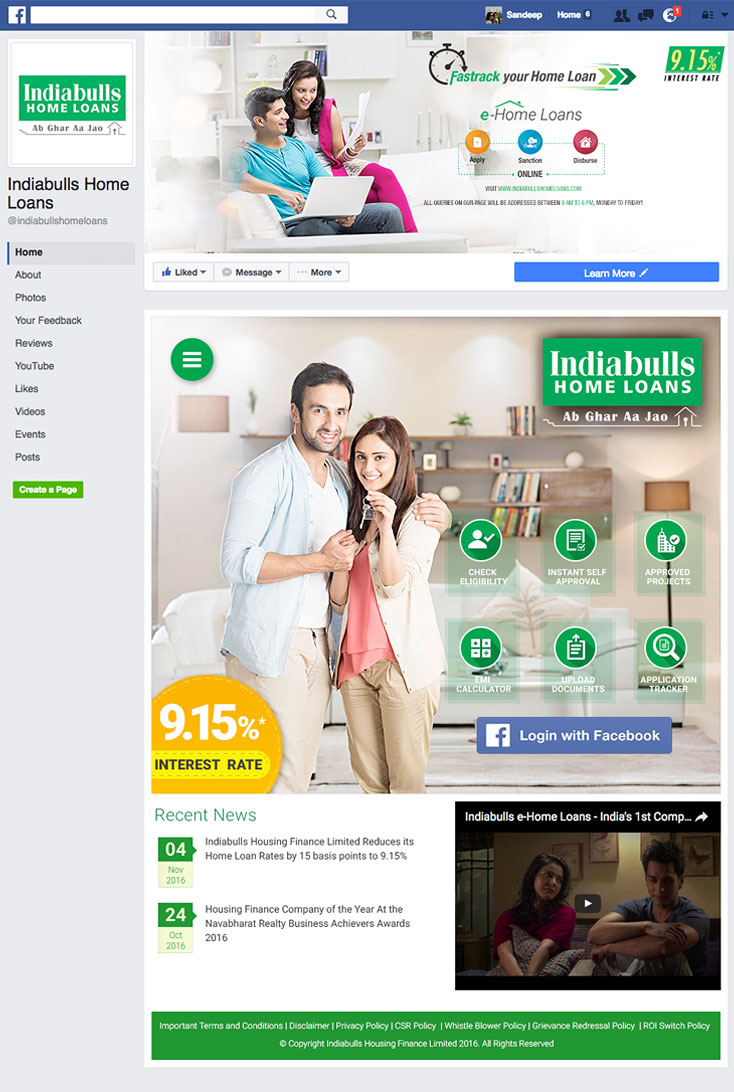 Sandeep
Home 6
1
Indiabulls
HOME LOANS
Ab Ghar Aa Jao
Indiabulls Home
Loans
@indiabullshomeloans
Home
About
Photos
Your Feedback
Reviews
YouTube
Likes
Videos
Events
Posts
Create a Page
Fastrack your Home Loan
9.15%*
INTEREST RATE
e-Home Loans
Apply
Sanction
Disburse
ONLINE
VISIT WWW.INDIABULLSHOMELOANS.COM
ALL QUERIES ON OUR PAGE WILL BE ADDRESSED BETWEEN 9 AM TO 6 PM, MONDAY TO FRIDAY!
Liked
Message
More
Learn More
Indiabulls
HOME LOANS
Ab Ghar Aa Jao
CHECK
ELIGIBILITY
INSTANT SELF
APPROVAL
APPROVED
PROJECTS
EMI
CALCULATOR
UPLOAD
DOCUMENTS
APPLICATION
TRACKER
9.15%*
INTEREST RATE
Login with Facebook
Recent News
04
Nov
2016
Indiabulls Housing Finance Limited Reduces its
Home Loan Rates by 15 basis points to 9.15%
24
Oct
2016
Housing Finance Company of the Year At the
Navabharat Realty Business Achievers Awards
2016
Indiabulls e-Home Loans - India's 1st Comp...
Important Terms and Conditions | Disclaimer | Privacy Policy | CSR Policy | Whistle Blower Policy | Grievance Redressal Policy | ROI Switch Policy
© Copyright Indiabulls Housing Finance Limited 2016. All Rights Reserved